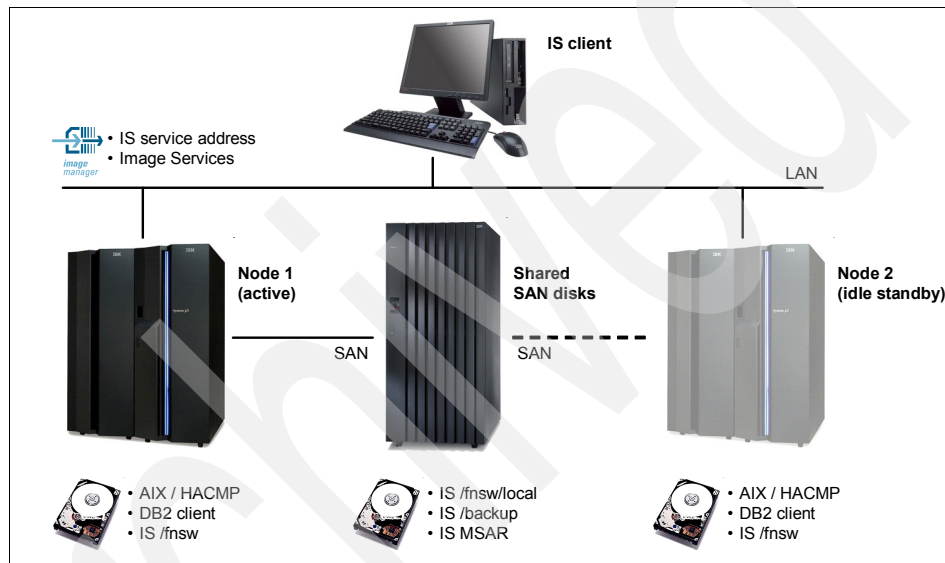 IS client
• IS service address
• Image Services
image
manager
LAN
Node 1
(active)
Shared
SAN disks
Node 2
(idle standby)
SAN
SAN
• AIX / HACMP
• DB2 client
• IS /fnsw
• IS /fnsw/local
• IS /backup
• IS MSAR
• AIX / HACMP
• DB2 client
• IS /fnsw